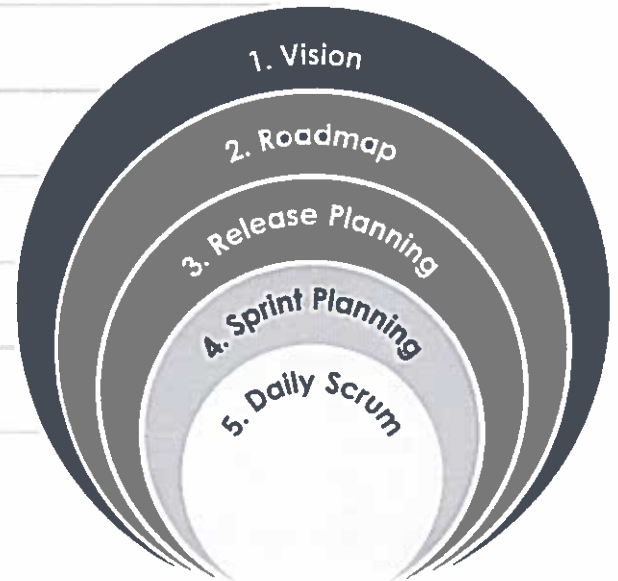 1. Vision
2. Roadmap
3. Release Planning
4. Sprint Planning
5. Daily Scrum